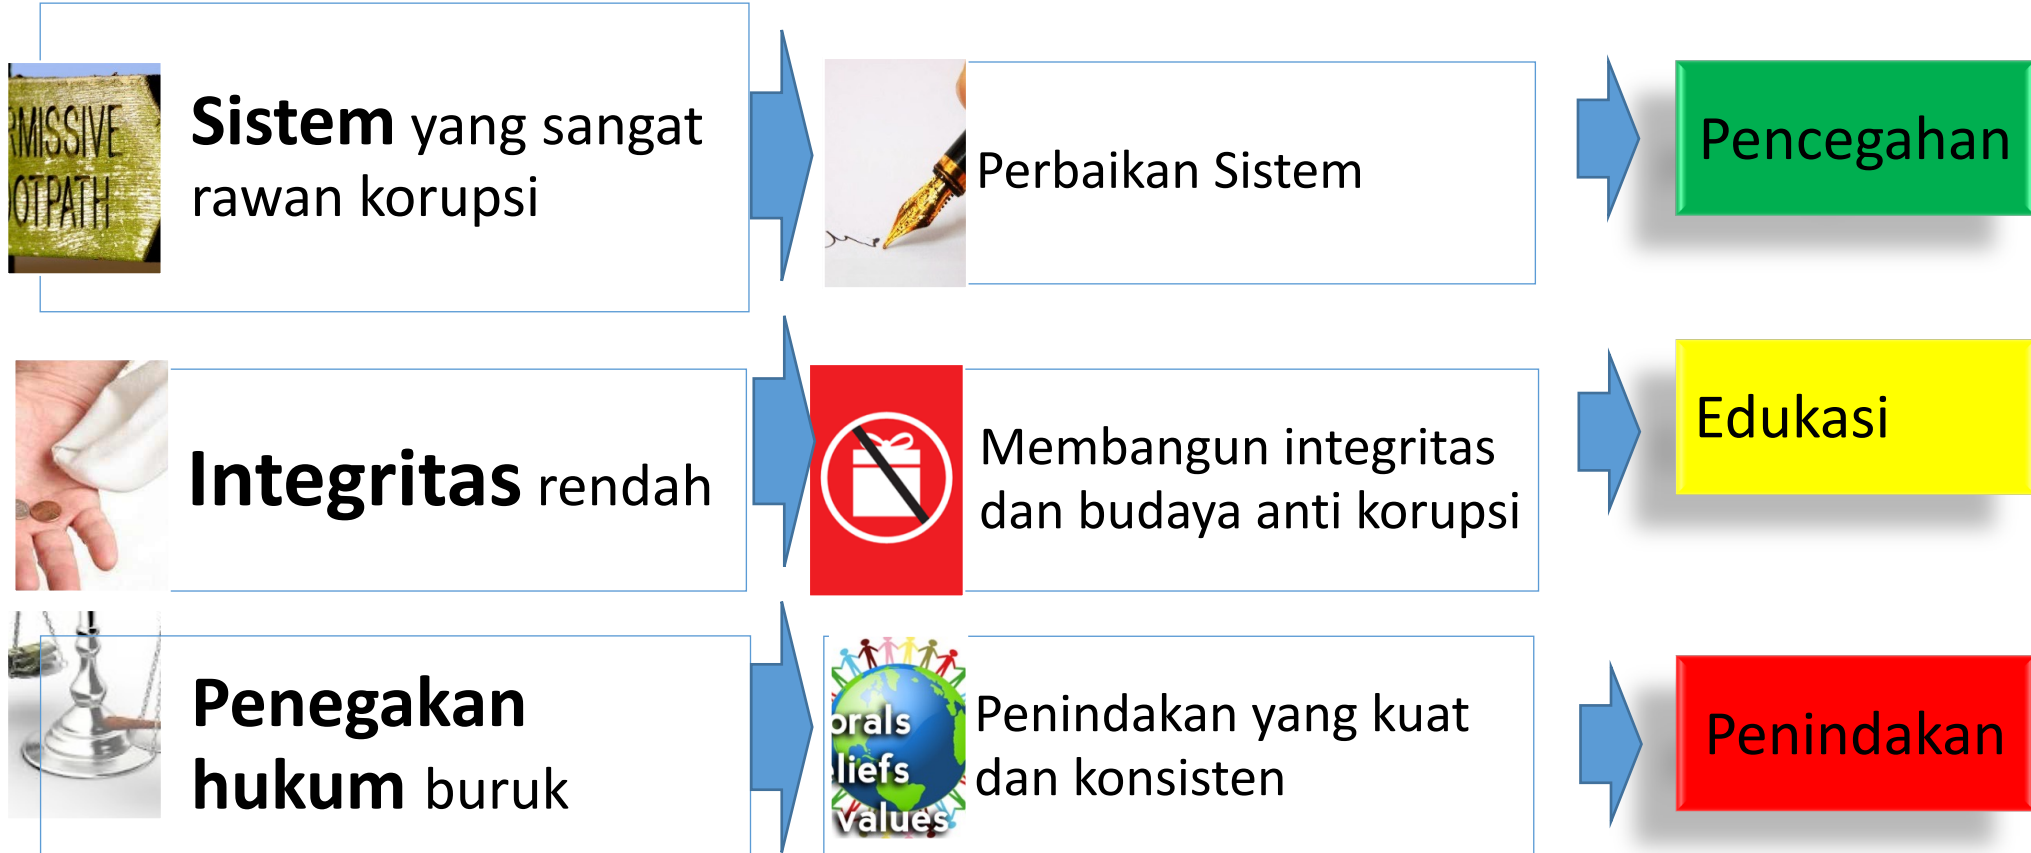 RMISSIVE
OTPATH
Sistem yang sangat
rawan korupsi
Perbaikan Sistem
Pencegahan
Integritas rendah
Membangun integritas
dan budaya anti korupsi
Edukasi
Penegakan
hukum buruk
orals
liefs
values
Penindakan yang kuat
dan konsisten
Penindakan